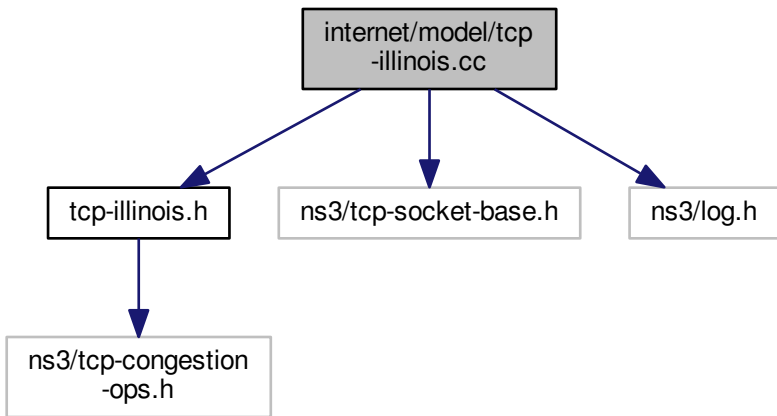 internet/model/tcp
-illinois.cc
tcp-illinois.h
ns3/tcp-socket-base.h
ns3/log.h
ns3/tcp-congestion
-ops.h